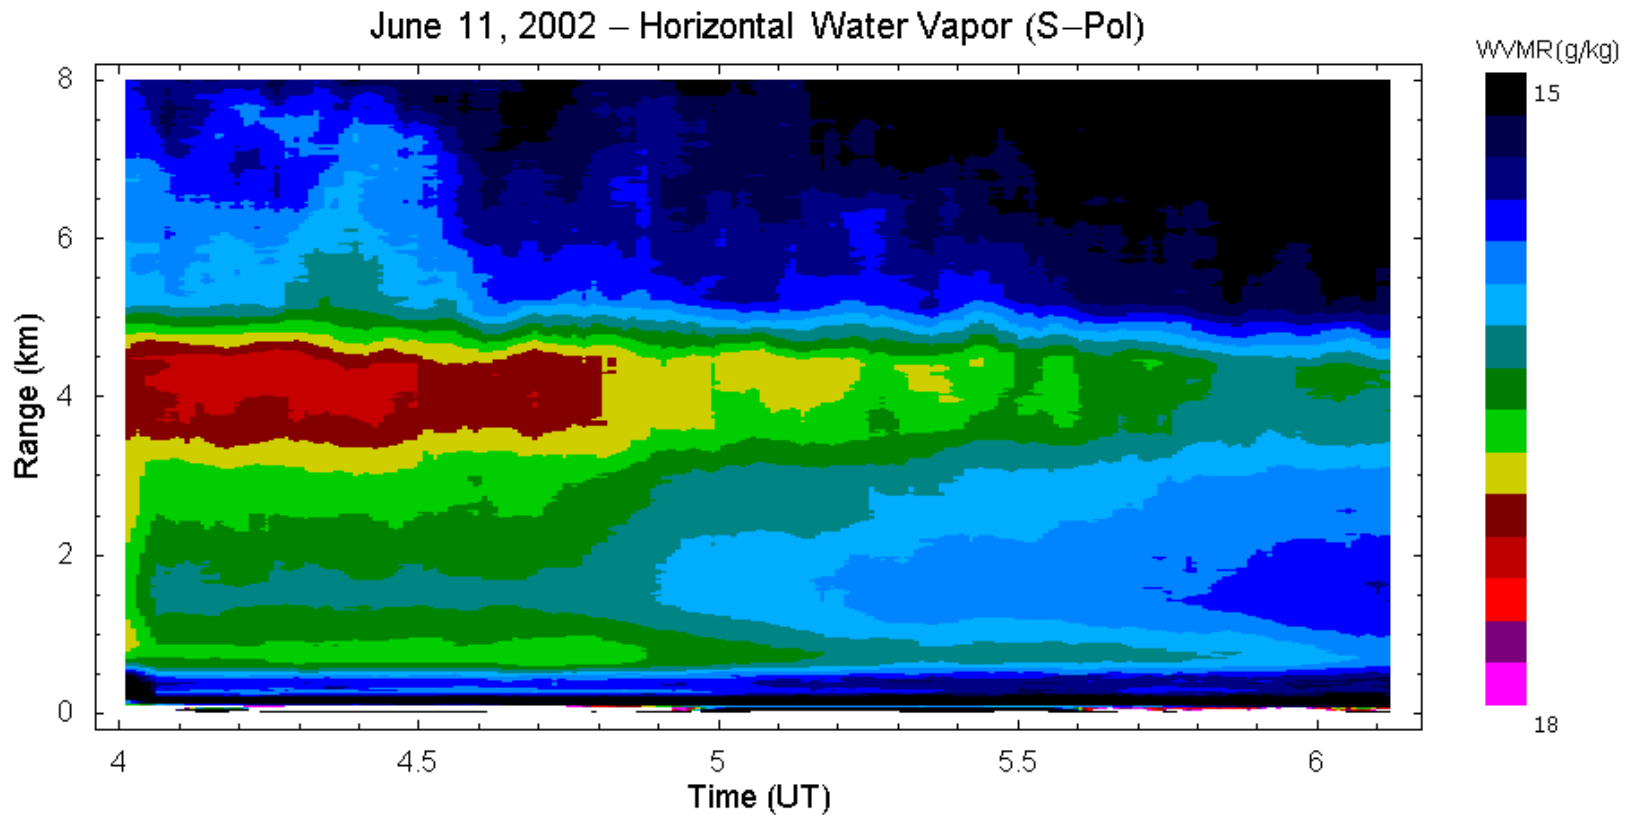 June 11, 2002 – Horizontal Water Vapor (S–Pol)
WVMR(g/kg)
15
18
Range (km)
8
6
4
2
0
4 4.5 5 5.5 6
Time (UT)